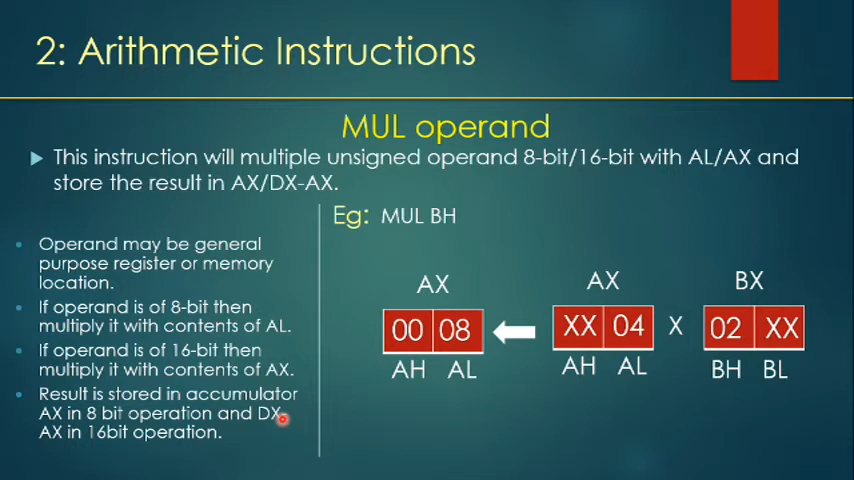 2: Arithmetic Instructions
MUL operand
This instruction will multiple unsigned operand 8-bit/16-bit with AL/AX and
store the result in AX/DX-AX.
Eg: MUL BH
Operand may be general
purpose register or memory
location.
If operand is of 8-bit then
multiply it with contents of AL.
If operand is of 16-bit then
multiply it with contents of AX.
Result is stored in accumulator
AX in 8 bit operation and DX-
AX in 16bit operation.
AX AX BX
00 08 XX 04 X 02 XX
AH AL AH AL BH BL